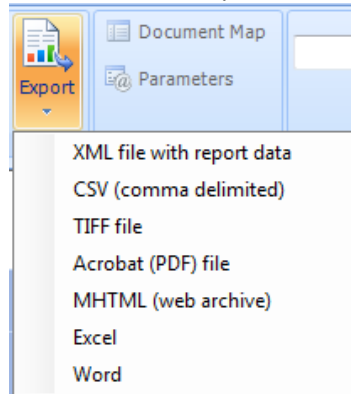 Export
Document Map
Parameters
XML file with report data
CSV (comma delimited)
TIFF file
Acrobat (PDF) file
MHTML (web archive)
Excel
Word